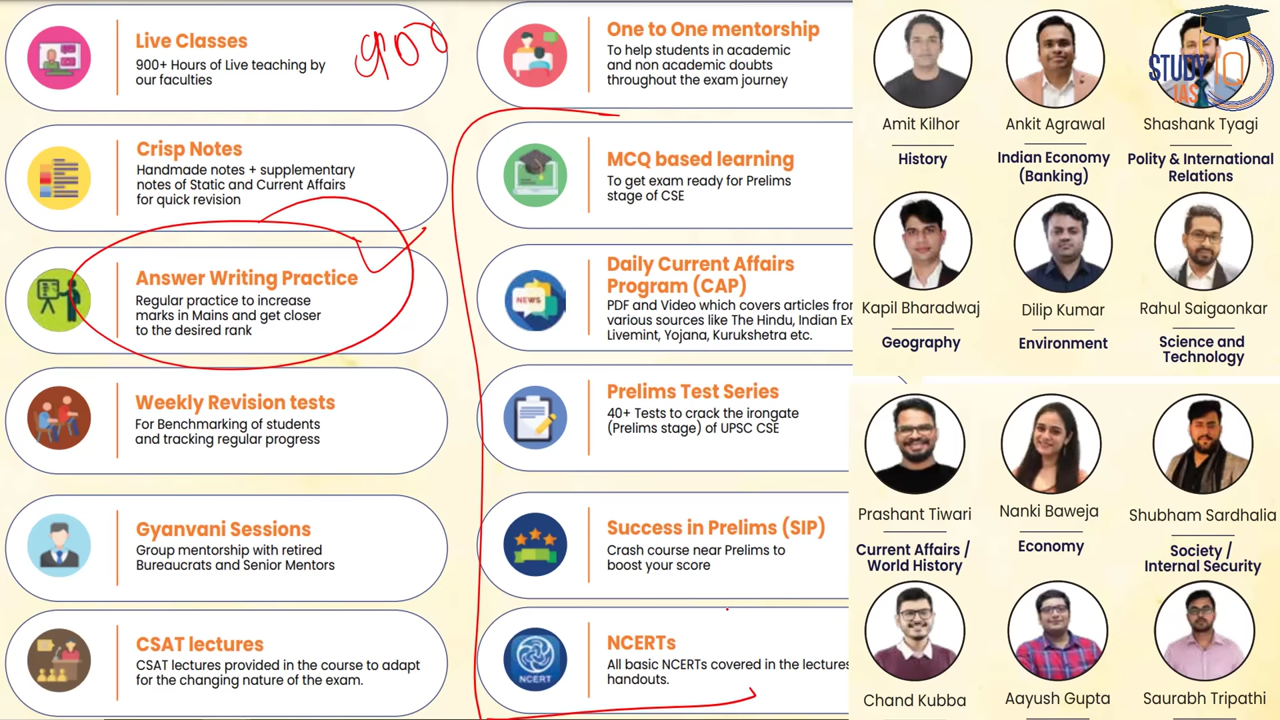 Live Classes
900+ Hours of Live teaching by
our faculties
900
Crisp Notes
Handmade notes + supplementary
notes of Static and Current Affairs
for quick revision
Answer Writing Practice
Regular practice to increase
marks in Mains and get closer
to the desired rank
Weekly Revision tests
For Benchmarking of students
and tracking regular progress
Gyanvani Sessions
Group mentorship with retired
Bureaucrats and Senior Mentors
CSAT lectures
CSAT lectures provided in the course to adapt
for the changing nature of the exam.
One to One mentorship
To help students in academic
and non academic doubts
throughout the exam journey
MCQ based learning
To get exam ready for Prelims
stage of CSE
NEWS
Daily Current Affairs
Program (CAP)
PDF and Video which covers articles from
various sources like The Hindu, Indian Ex
Livemint, Yojana, Kurukshetra etc.
Prelims Test Series
40+ Tests to crack the irongate
(Prelims stage) of UPSC CSE
Success in Prelims (SIP)
Crash course near Prelims to
boost your score
NCERT
NCERTs
All basic NCERTs covered in the lectures
handouts.
STUDY IQ
IAS
Amit Kilhor
History
Ankit Agrawal
Indian Economy
(Banking)
Shashank Tyagi
Polity & International
Relations
Kapil Bharadwaj
Geography
Dilip Kumar
Environment
Rahul Saigaonkar
Science and
Technology
Prashant Tiwari
Current Affairs /
World History
Nanki Baweja
Economy
Shubham Sardhalia
Society /
Internal Security
Chand Kubba
Aayush Gupta
Saurabh Tripathi